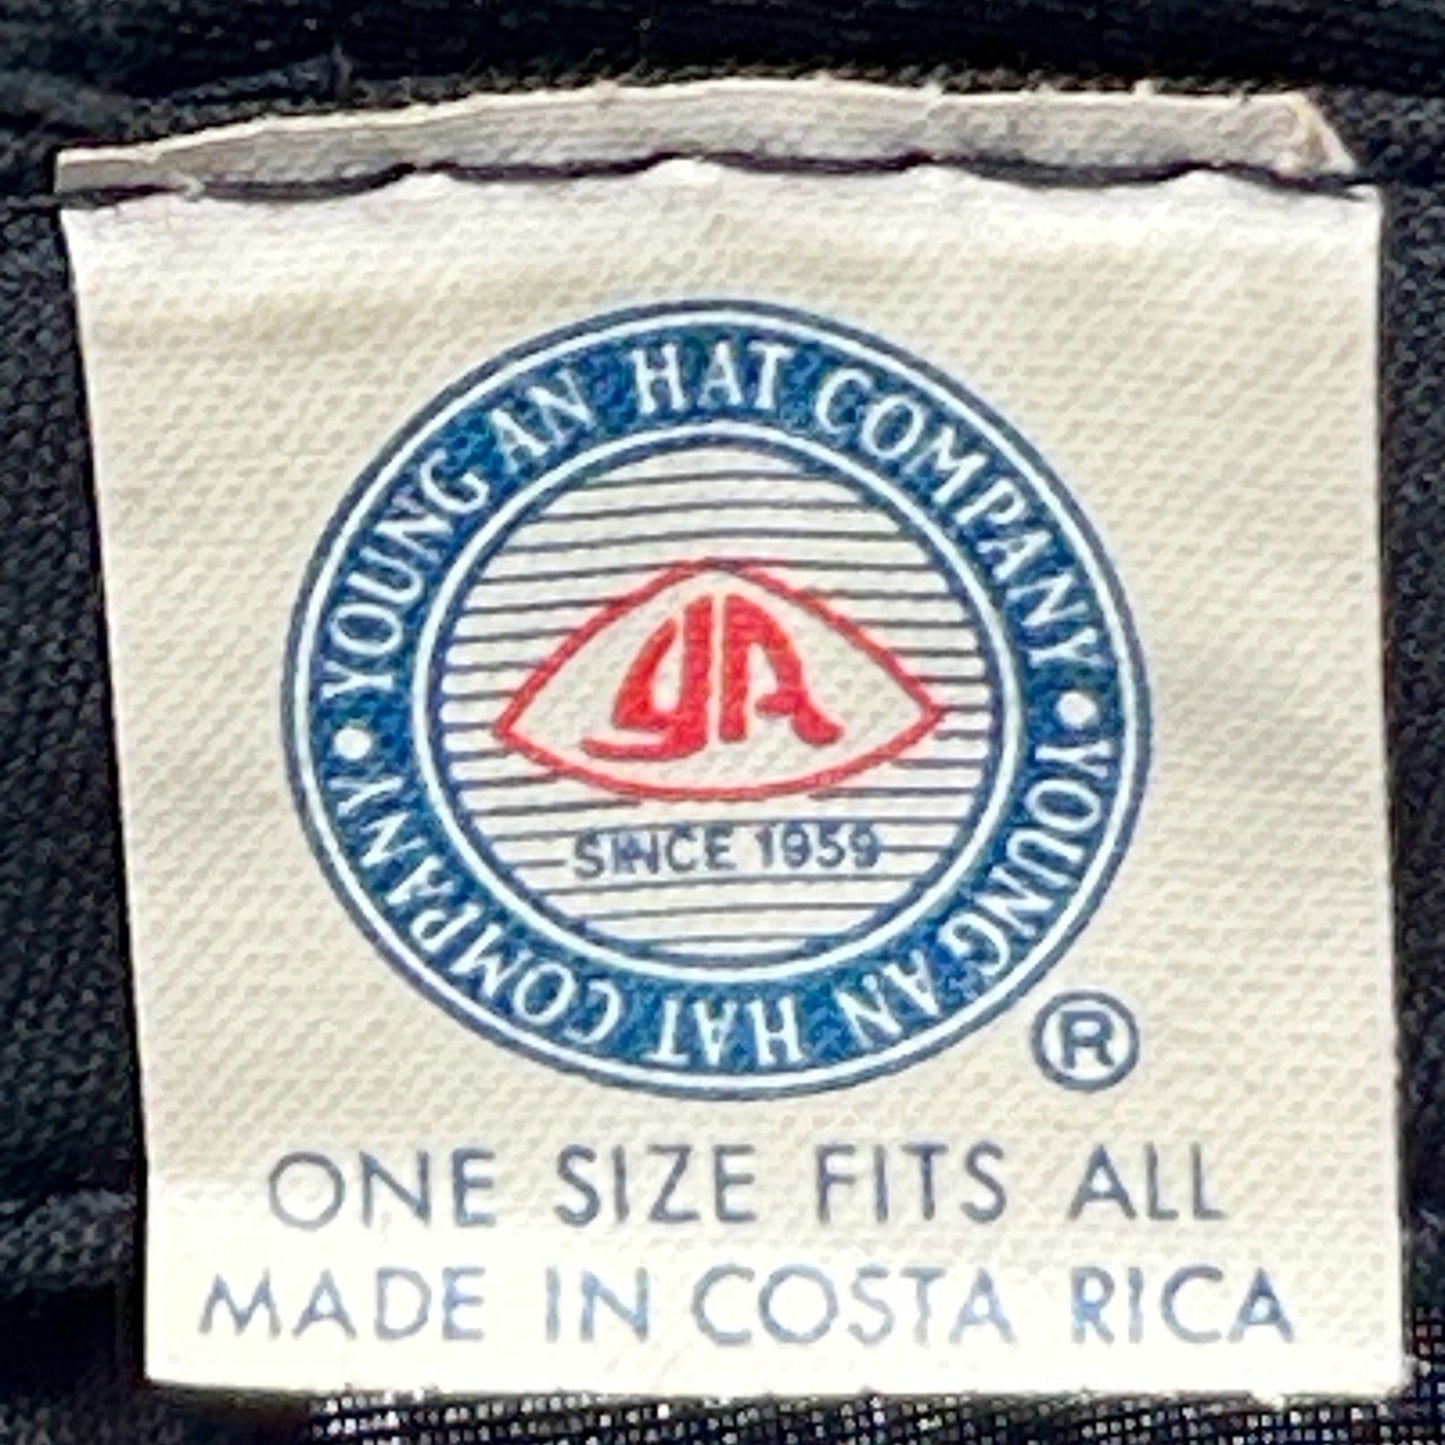 YOUNG AN HAT COMPANY • YOUNG AN HAT COMPANY •
YA
SINCE 1959
®
ONE SIZE FITS ALL
MADE IN COSTA RICA